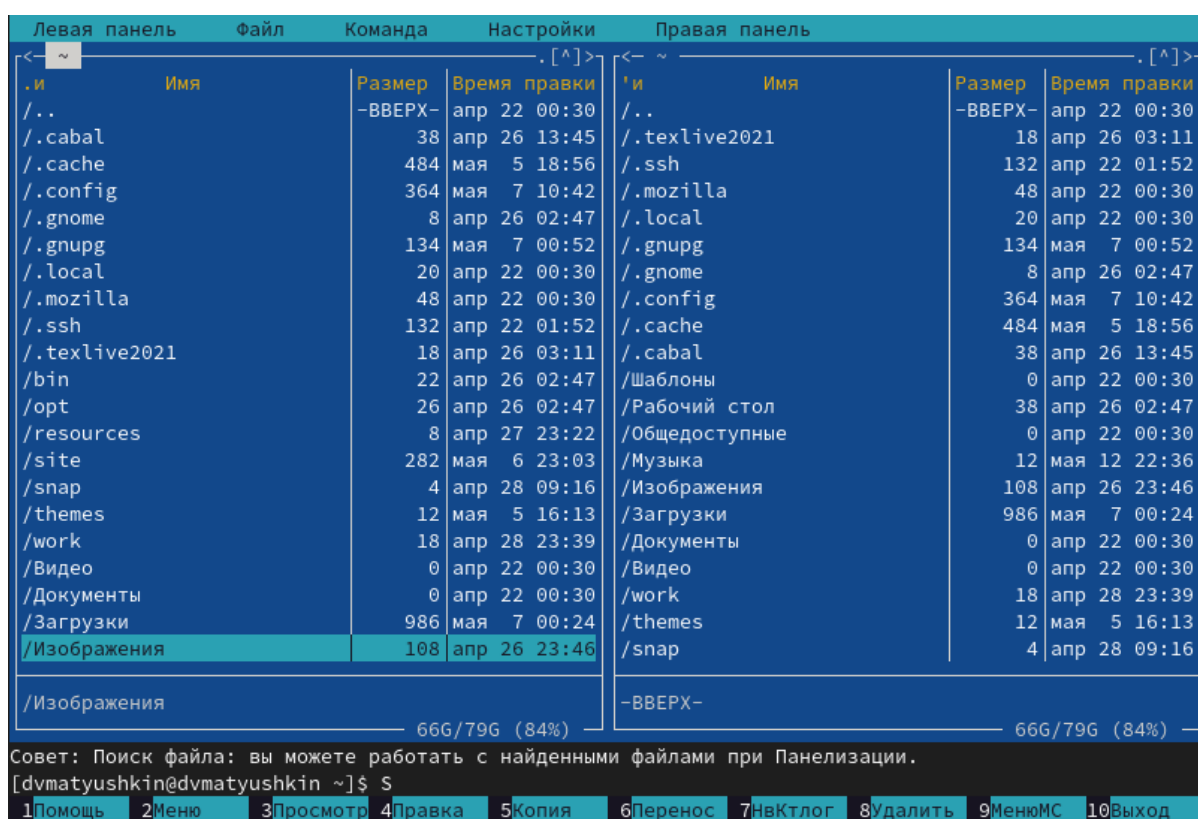 Левая панель Файл Команда Настройки Правая панель
<— ~ .[^]> <— ~ .[^]>
.и Имя Размер Время правки 'и Имя Размер Время правки
/.. -ВВЕРХ- апр 22 00:30 /.. -ВВЕРХ- апр 22 00:30
/.cabal 38 апр 26 13:45 /.texlive2021 18 апр 26 03:11
/.cache 484 мая 5 18:56 /.ssh 132 апр 22 01:52
/.config 364 мая 7 10:42 /.mozilla 48 апр 22 00:30
/.gnome 8 апр 26 02:47 /.local 20 апр 22 00:30
/.gnupg 134 мая 7 00:52 /.gnupg 134 мая 7 00:52
/.local 20 апр 22 00:30 /.gnome 8 апр 26 02:47
/.mozilla 48 апр 22 00:30 /.config 364 мая 7 10:42
/.ssh 132 апр 22 01:52 /.cache 484 мая 5 18:56
/.texlive2021 18 апр 26 03:11 /.cabal 38 апр 26 13:45
/bin 22 апр 26 02:47 /Шаблоны 0 апр 22 00:30
/opt 26 апр 26 02:47 /Рабочий стол 38 апр 26 02:47
/resources 8 апр 27 23:22 /Общедоступные 0 апр 22 00:30
/site 282 мая 6 23:03 /Музыка 12 мая 12 22:36
/snap 4 апр 28 09:16 /Изображения 108 апр 26 23:46
/themes 12 мая 5 16:13 /Загрузки 986 мая 7 00:24
/work 18 апр 28 23:39 /Документы 0 апр 22 00:30
/Видео 0 апр 22 00:30 /Видео 0 апр 22 00:30
/Документы 0 апр 22 00:30 /work 18 апр 28 23:39
/Загрузки 986 мая 7 00:24 /themes 12 мая 5 16:13
/Изображения 108 апр 26 23:46 /snap 4 апр 28 09:16
/Изображения -ВВЕРХ-
66G/79G (84%) 66G/79G (84%)
Совет: Поиск файла: вы можете работать с найденными файлами при Панелизации.
[dvmatyushkin@dvmatyushkin ~]$ S
1Помощь 2Меню 3Просмотр 4Правка 5Копия 6Перенос 7НвКтлог 8Удалить 9МенюМС 10Выход